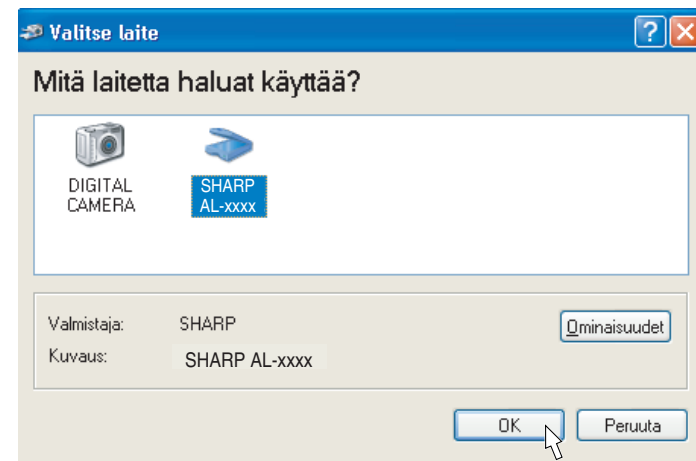 Valitse laite
Mitä laitetta haluat käyttää?
DIGITAL
CAMERA
SHARP
AL-xxxx
Valmistaja: SHARP
Ominaisuudet
Kuvaus: SHARP AL-xxxx
OK Peruuta